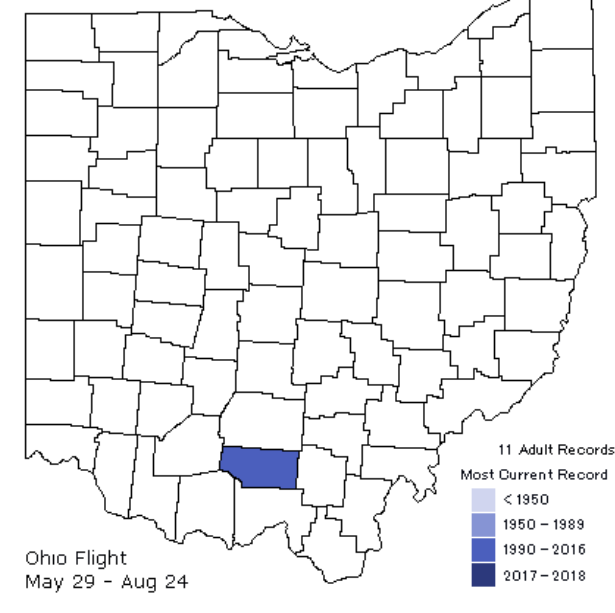 11 Adult Records
Most Current Record
< 1950
1950 - 1989
1990 - 2016
2017 - 2018
Ohio Flight
May 29 - Aug 24